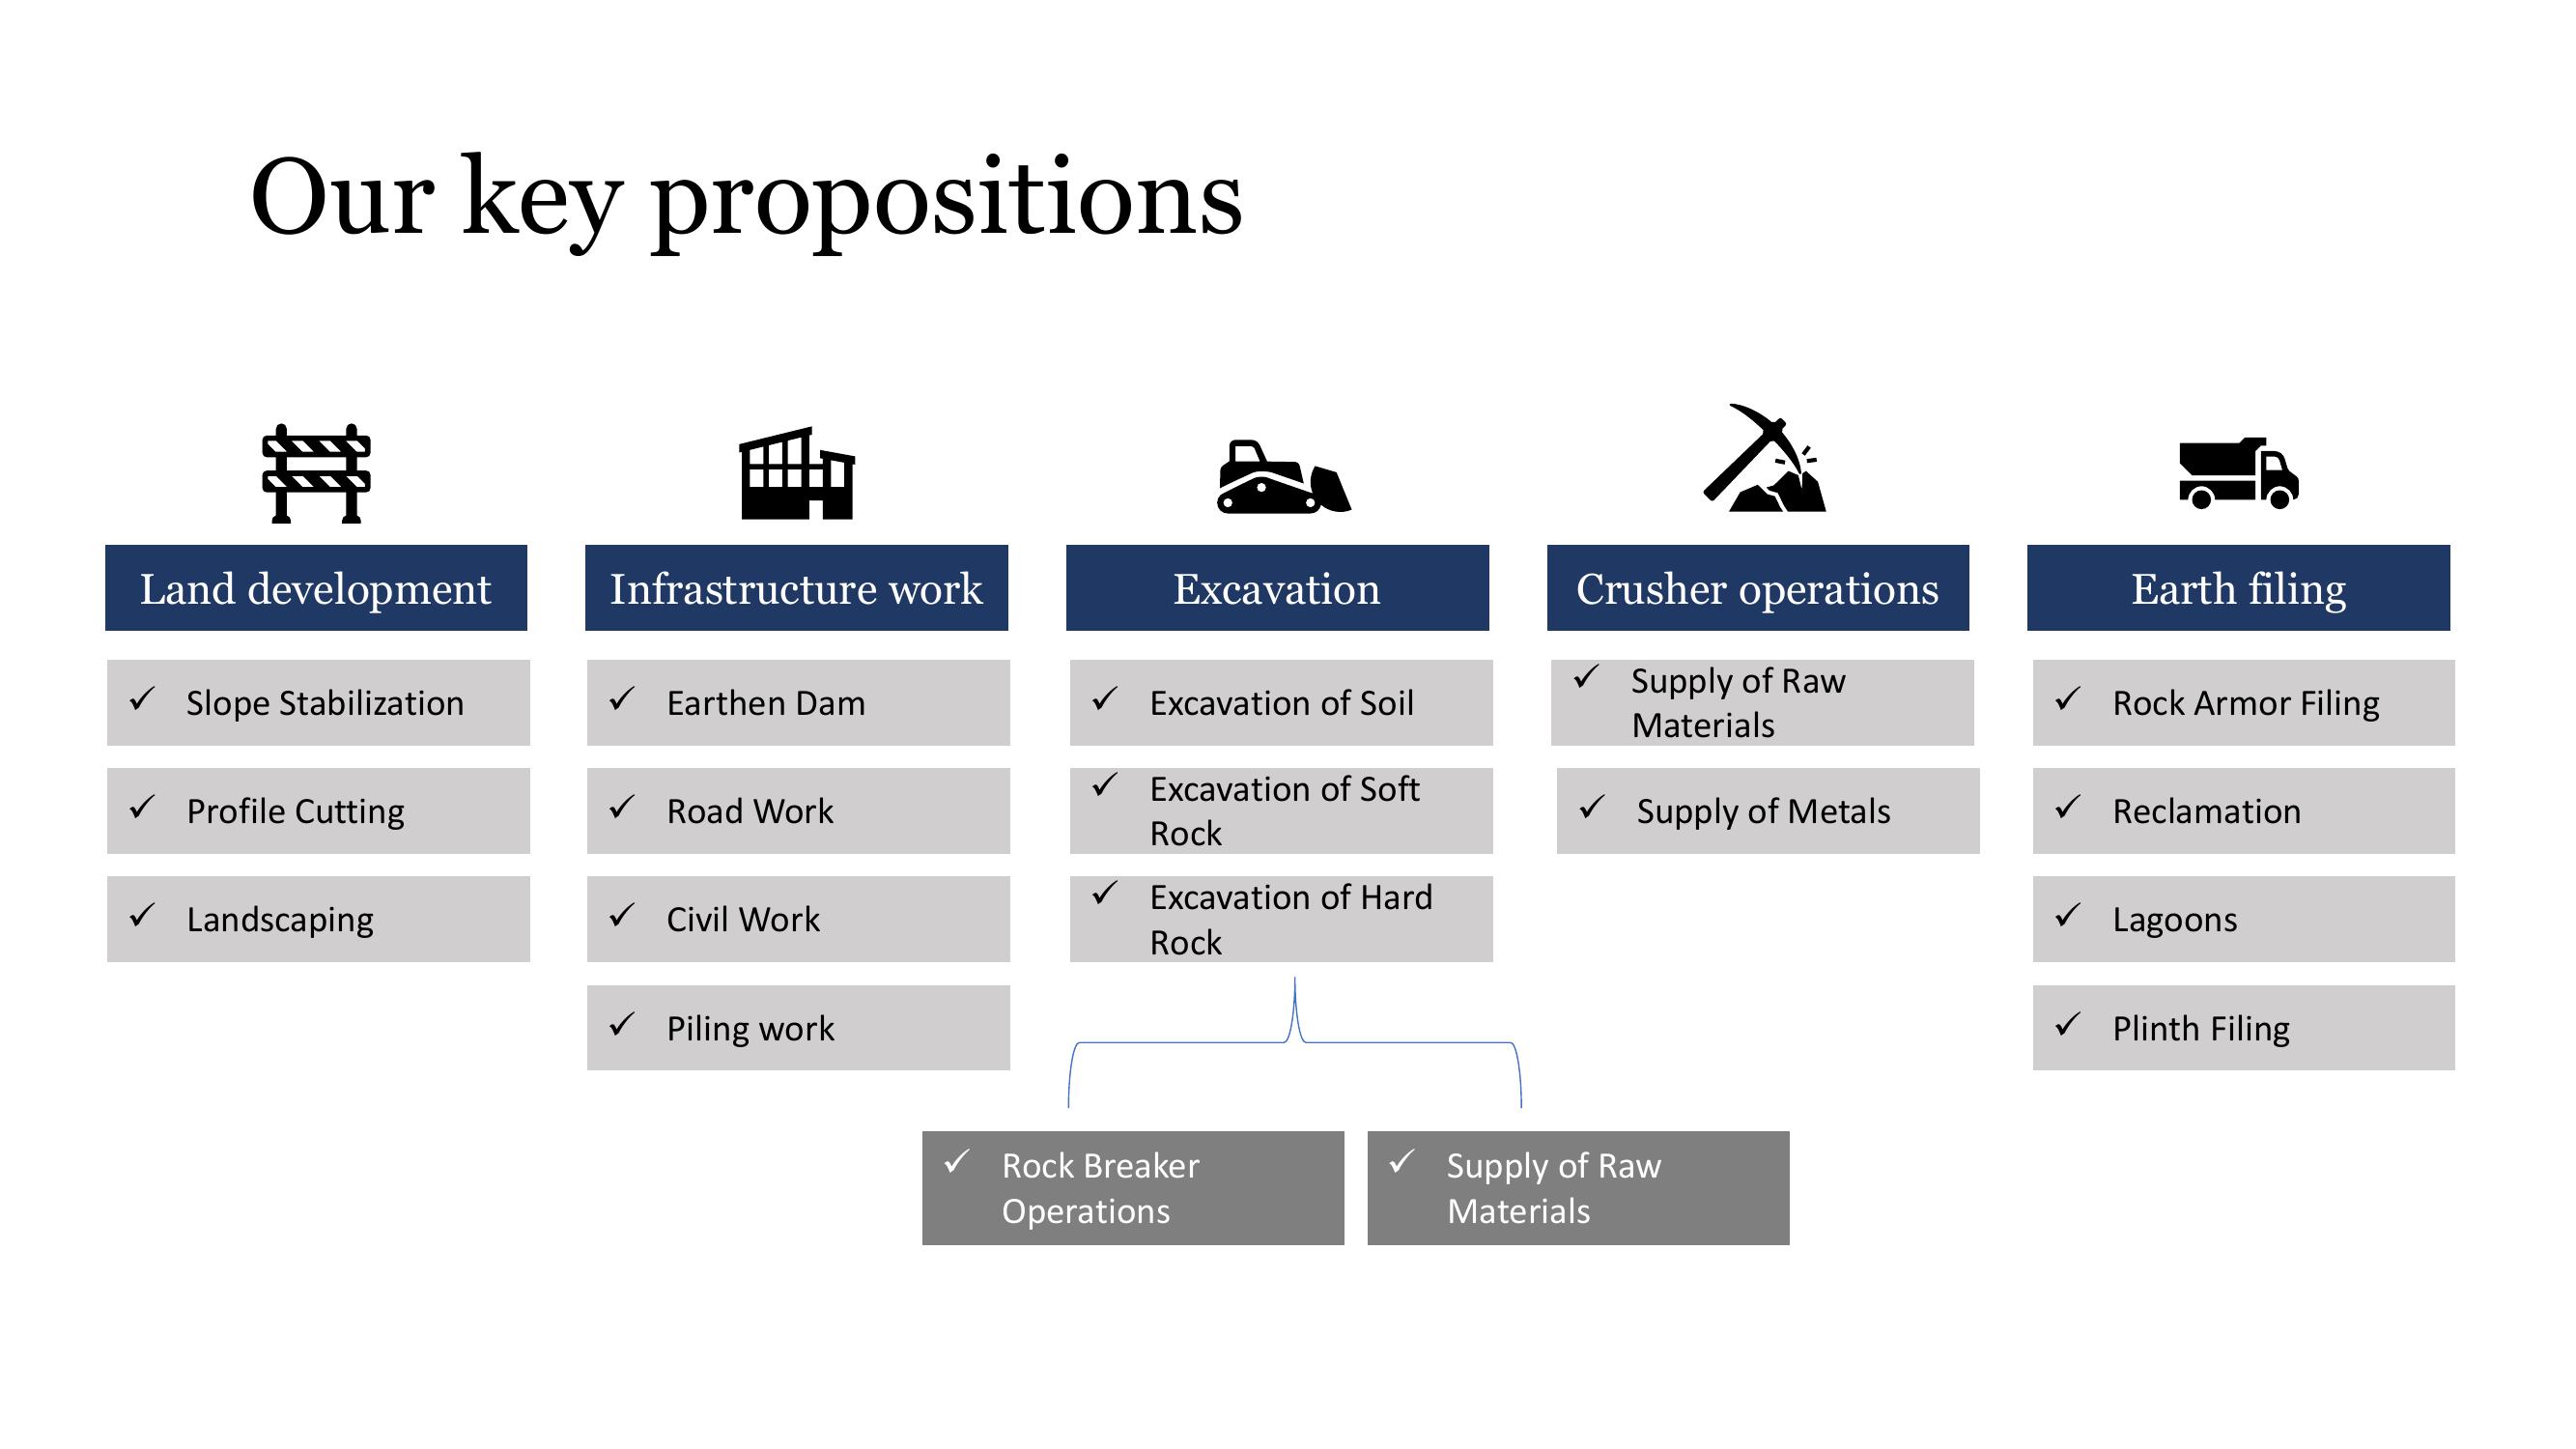 Our key propositions
Land development
Slope Stabilization
Profile Cutting
Landscaping
Infrastructure work
Earthen Dam
Road Work
Civil Work
Piling work
Excavation
Excavation of Soil
Excavation of Soft
Rock
Excavation of Hard
Rock
Rock Breaker
Operations
Supply of Raw
Materials
Crusher operations
Supply of Raw
Materials
Supply of Metals
Earth filing
Rock Armor Filing
Reclamation
Lagoons
Plinth Filing